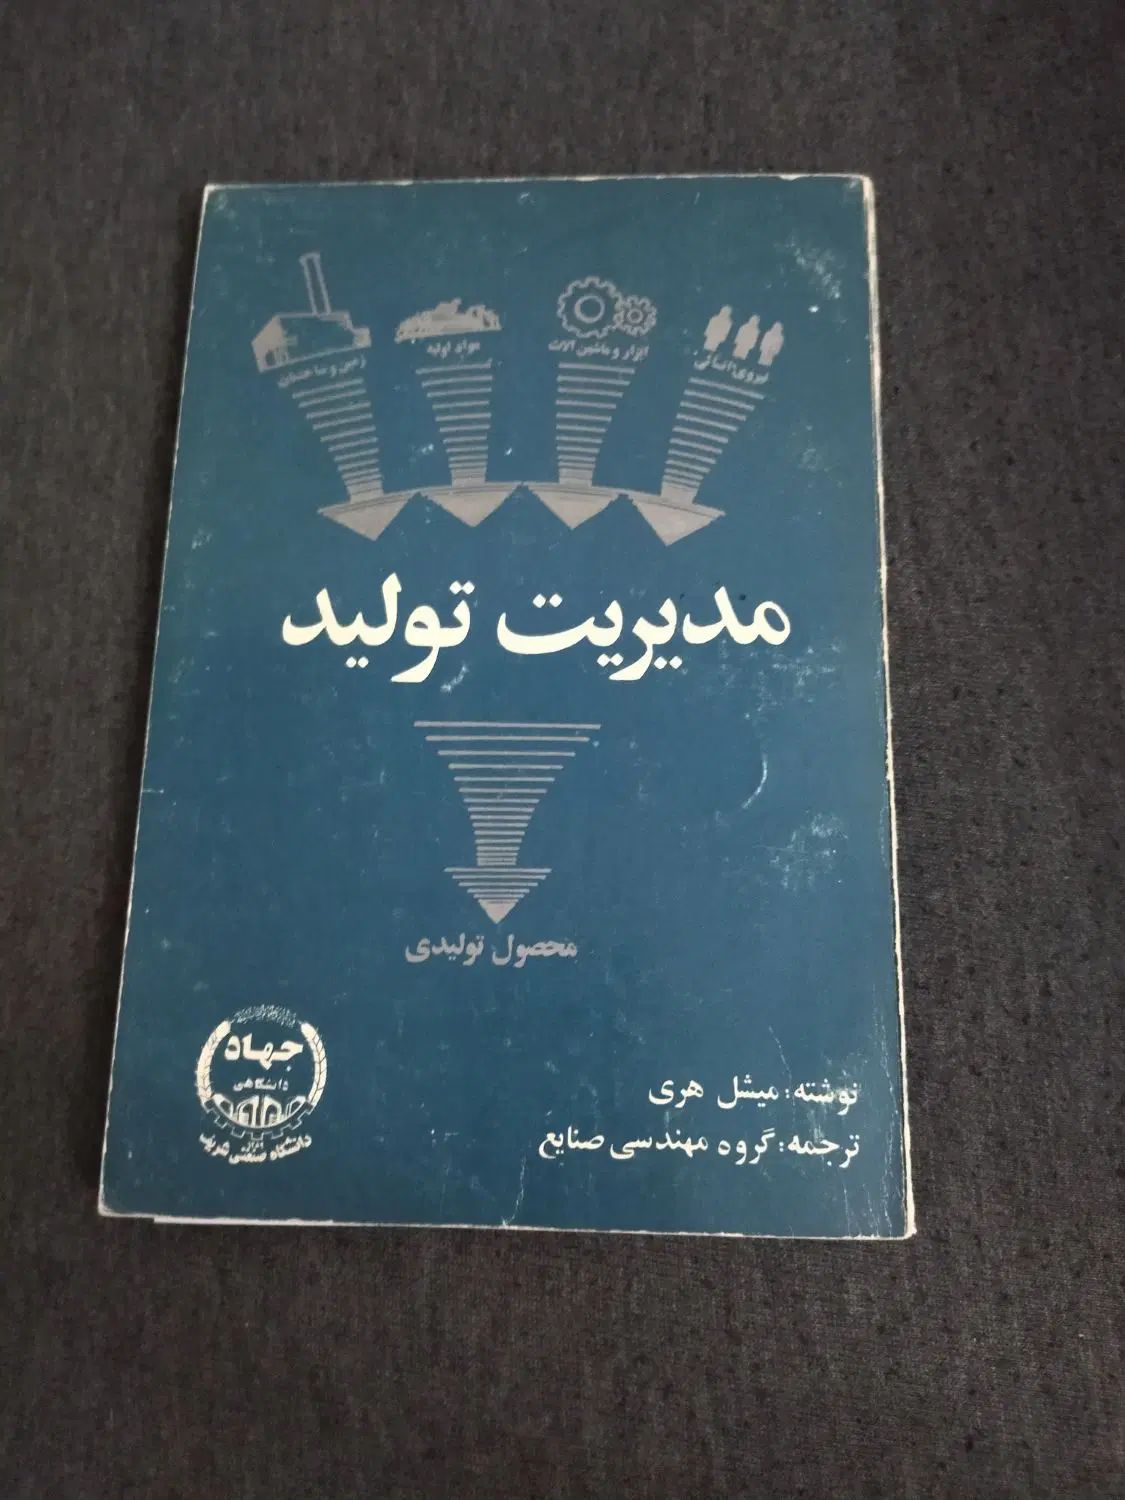 نیروی انسانی
ابزار و ماشین آلات
مواد اولیه
زمین و ساختمان
مدیریت تولید
محصول تولیدی
نوشته: میشل هری
ترجمه: گروه مهندسی صنایع
جهاد
دانشگاهی
دانشگاه صنعتی شریف